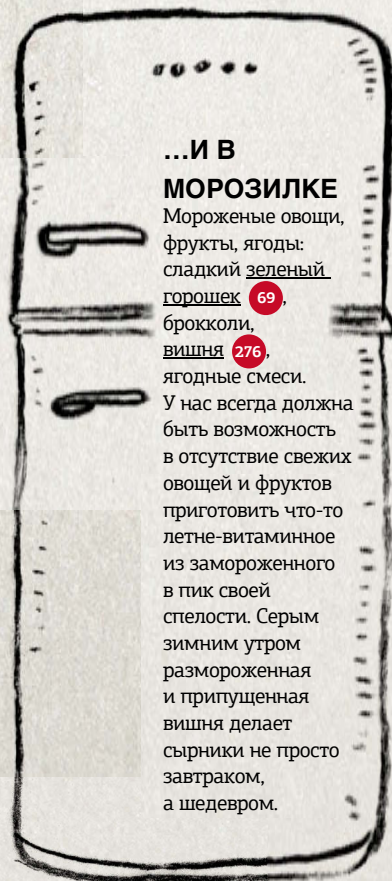 …И В
МОРОЗИЛКЕ
Мороженые овощи,
фрукты, ягоды:
сладкий зеленый
горошек 69,
брокколи,
вишня 276,
ягодные смеси.
У нас всегда должна
быть возможность
в отсутствие свежих
овощей и фруктов
приготовить что-то
летне-витаминное
из замороженного
в пик своей
спелости. Серым
зимним утром
размороженная
и припущенная
вишня делает
сырники не просто
завтраком,
а шедевром.